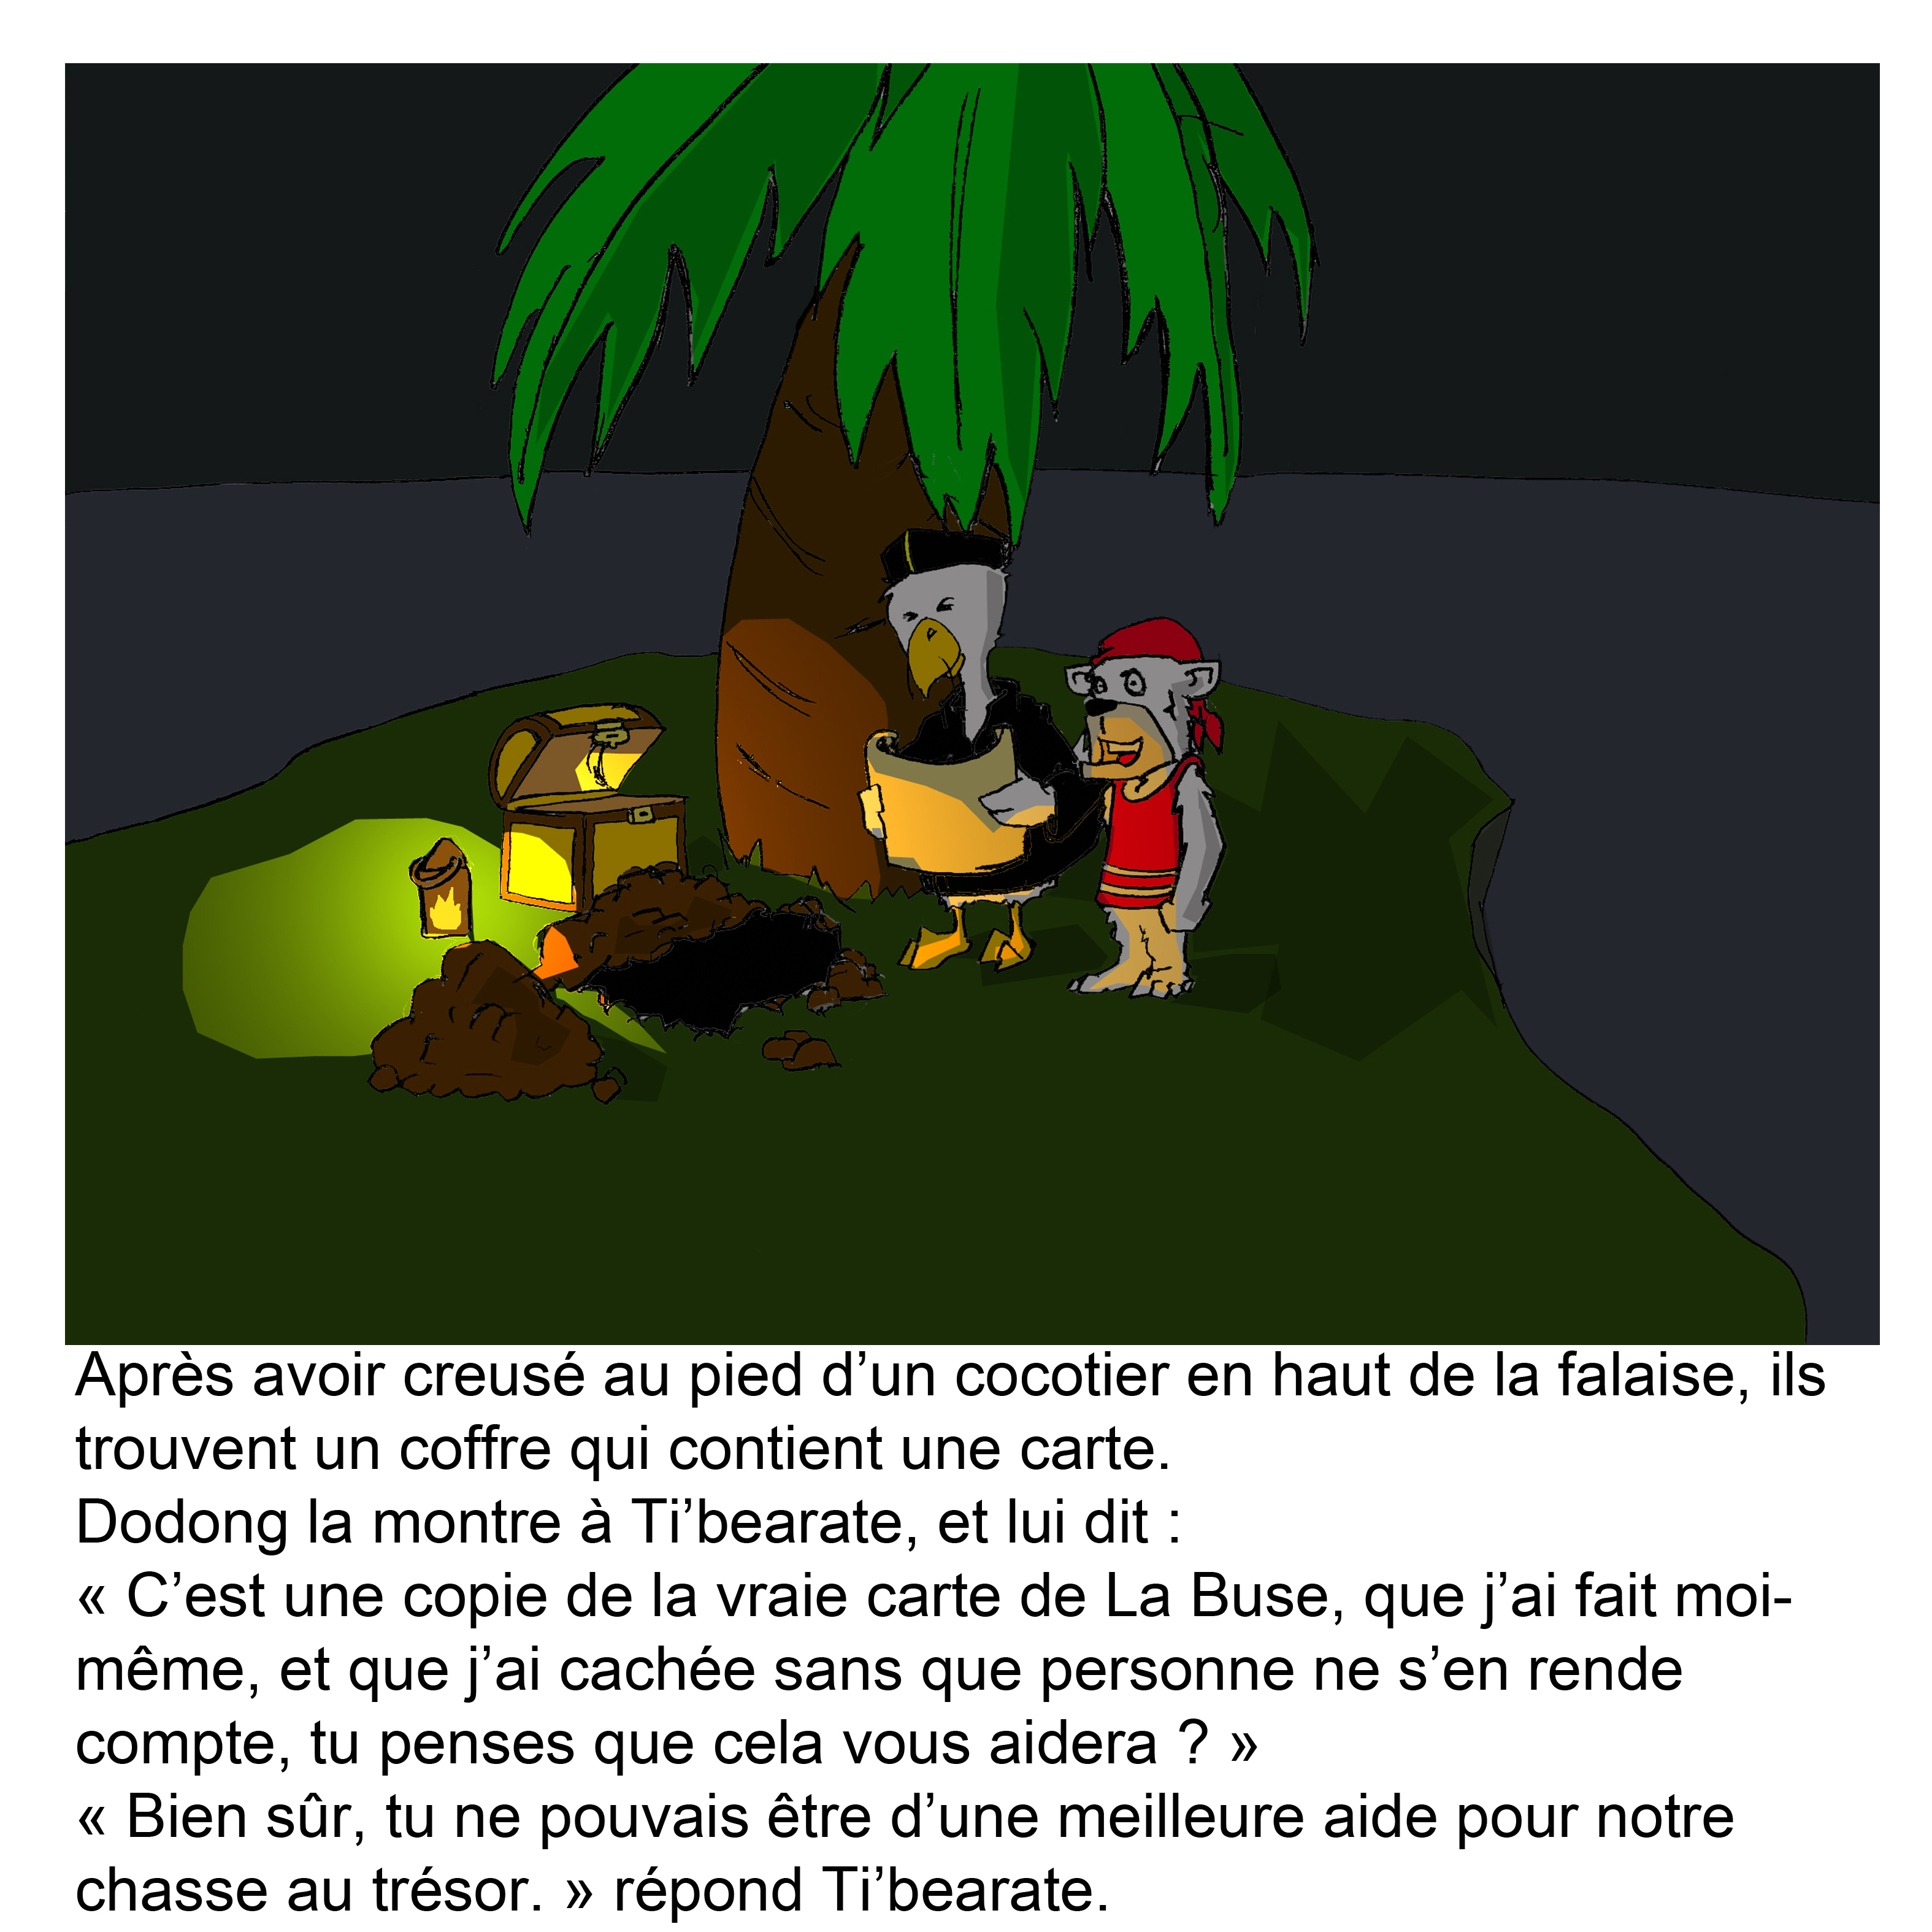 Après avoir creusé au pied d’un cocotier en haut de la falaise, ils
trouvent un coffre qui contient une carte.
Dodong la montre à Ti’bearate, et lui dit :
« C’est une copie de la vraie carte de La Buse, que j’ai fait moi-
même, et que j’ai cachée sans que personne ne s’en rende
compte, tu penses que cela vous aidera ? »
« Bien sûr, tu ne pouvais être d’une meilleure aide pour notre
chasse au trésor. » répond Ti’bearate.